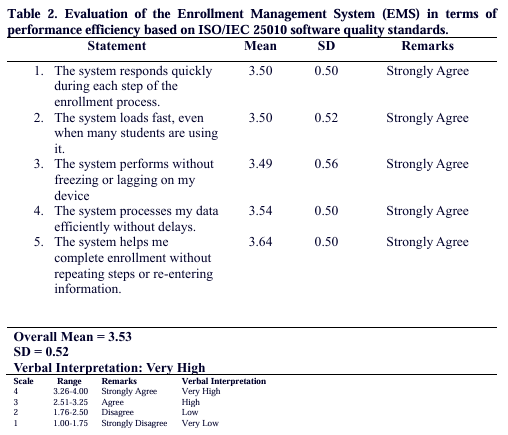 Table 2. Evaluation of the Enrollment Management System (EMS) in terms of
performance efficiency based on ISO/IEC 25010 software quality standards.
Statement Mean SD Remarks
1. The system responds quickly 3.50 0.50 Strongly Agree
during each step of the
enrollment process.
2. The system loads fast, even 3.50 0.52 Strongly Agree
when many students are using
it.
3. The system performs without 3.49 0.56 Strongly Agree
freezing or lagging on my
device
4. The system processes my data 3.54 0.50 Strongly Agree
efficiently without delays.
5. The system helps me 3.64 0.50 Strongly Agree
complete enrollment without
repeating steps or re-entering
information.
Overall Mean = 3.53
SD = 0.52
Verbal Interpretation: Very High
Scale Range Remarks Verbal Interpretation
4 3.26-4.00 Strongly Agree Very High
3 2.51-3.25 Agree High
2 1.76-2.50 Disagree Low
1 1.00-1.75 Strongly Disagree Very Low